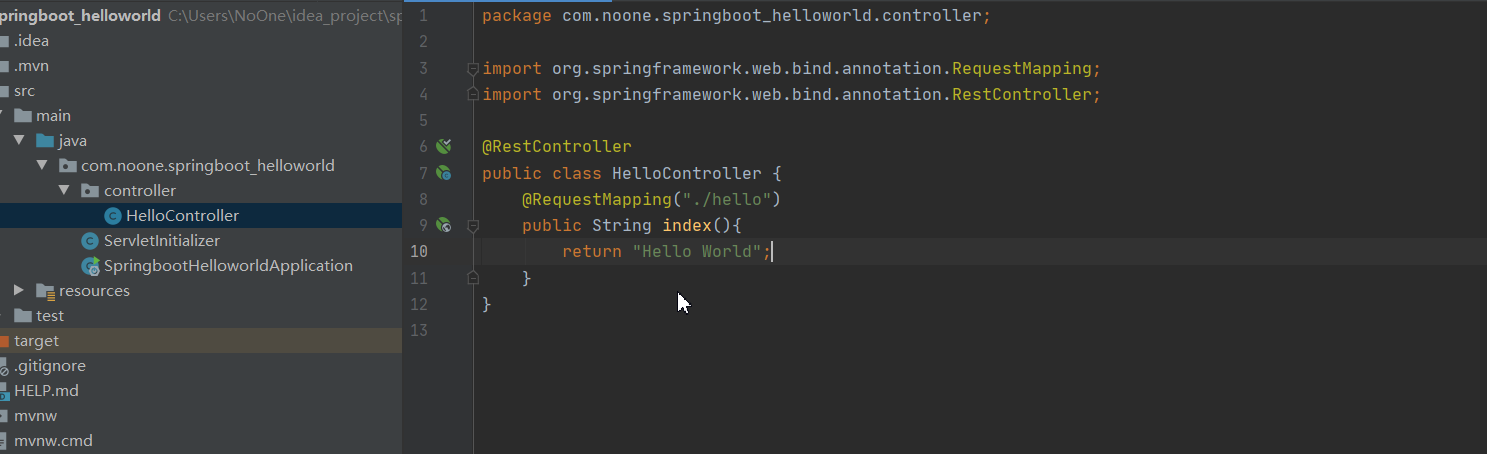 pringboot_helloworld C:\Users\NoOne\idea_project\sp
.idea
.mvn
src
main
java
com.noone.springboot_helloworld
controller
HelloController
ServletInitializer
SpringbootHelloworldApplication
resources
test
target
.gitignore
HELP.md
mvnw
mvnw.cmd
1 package com.noone.springboot_helloworld.controller;
2
3 import org.springframework.web.bind.annotation.RequestMapping;
4 import org.springframework.web.bind.annotation.RestController;
5
6 @RestController
7 public class HelloController {
8 @RequestMapping("./hello")
9 public String index(){
10 return "Hello World";
11 }
12 }
13